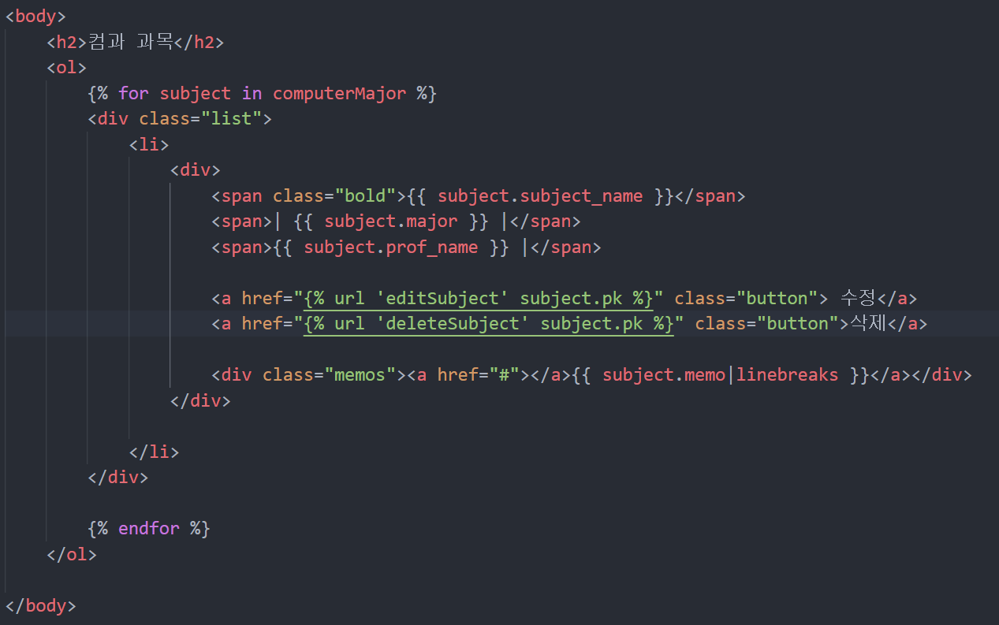 <body>
<h2>컴과 과목</h2>
<ol>
{% for subject in computerMajor %}
<div class="list">
<li>
<div>
<span class="bold">{{ subject.subject_name }}</span>
<span>| {{ subject.major }} |</span>
<span>{{ subject.prof_name }} |</span>
<a href="{% url 'editSubject' subject.pk %}" class="button"> 수정</a>
<a href="{% url 'deleteSubject' subject.pk %}" class="button">삭제</a>
<div class="memos"><a href="#"></a>{{ subject.memo|linebreaks }}</a></div>
</div>
</li>
</div>
{% endfor %}
</ol>
</body>